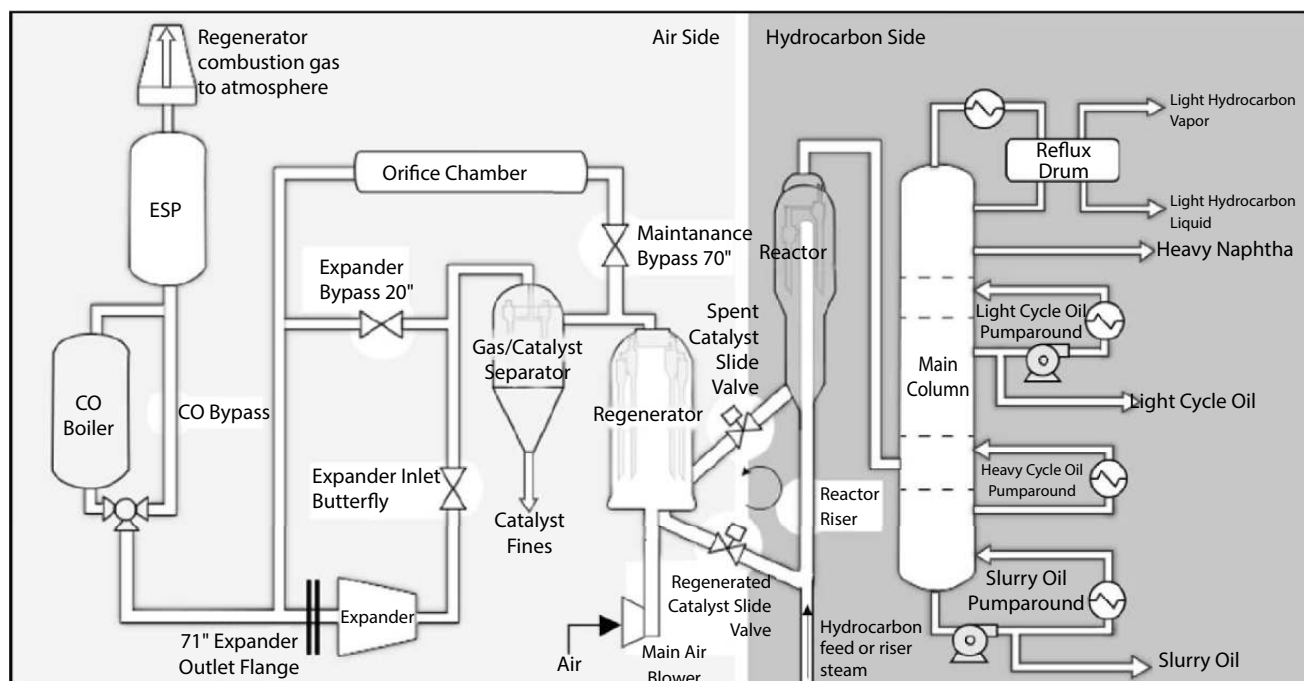 Regenerator
combustion gas
to atmosphere
Air Side
Hydrocarbon Side
Light Hydrocarbon
Vapor
Reflux
Drum
Light Hydrocarbon
Liquid
Orifice Chamber
ESP
Maintanance
Bypass 70"
Reactor
Heavy Naphtha
Expander
Bypass 20"
Spent
Catalyst
Slide
Valve
Light Cycle Oil
Pumparound
Gas/Catalyst
Separator
Main
Column
CO
Boiler
CO Bypass
Regenerator
Light Cycle Oil
Expander Inlet
Butterfly
Heavy Cycle Oil
Pumparound
Reactor
Riser
Catalyst
Fines
Regenerated
Catalyst Slide
Valve
Slurry Oil
Pumparound
Expander
71" Expander
Outlet Flange
Air
Main Air
Blower
Hydrocarbon
feed or riser
steam
Slurry Oil